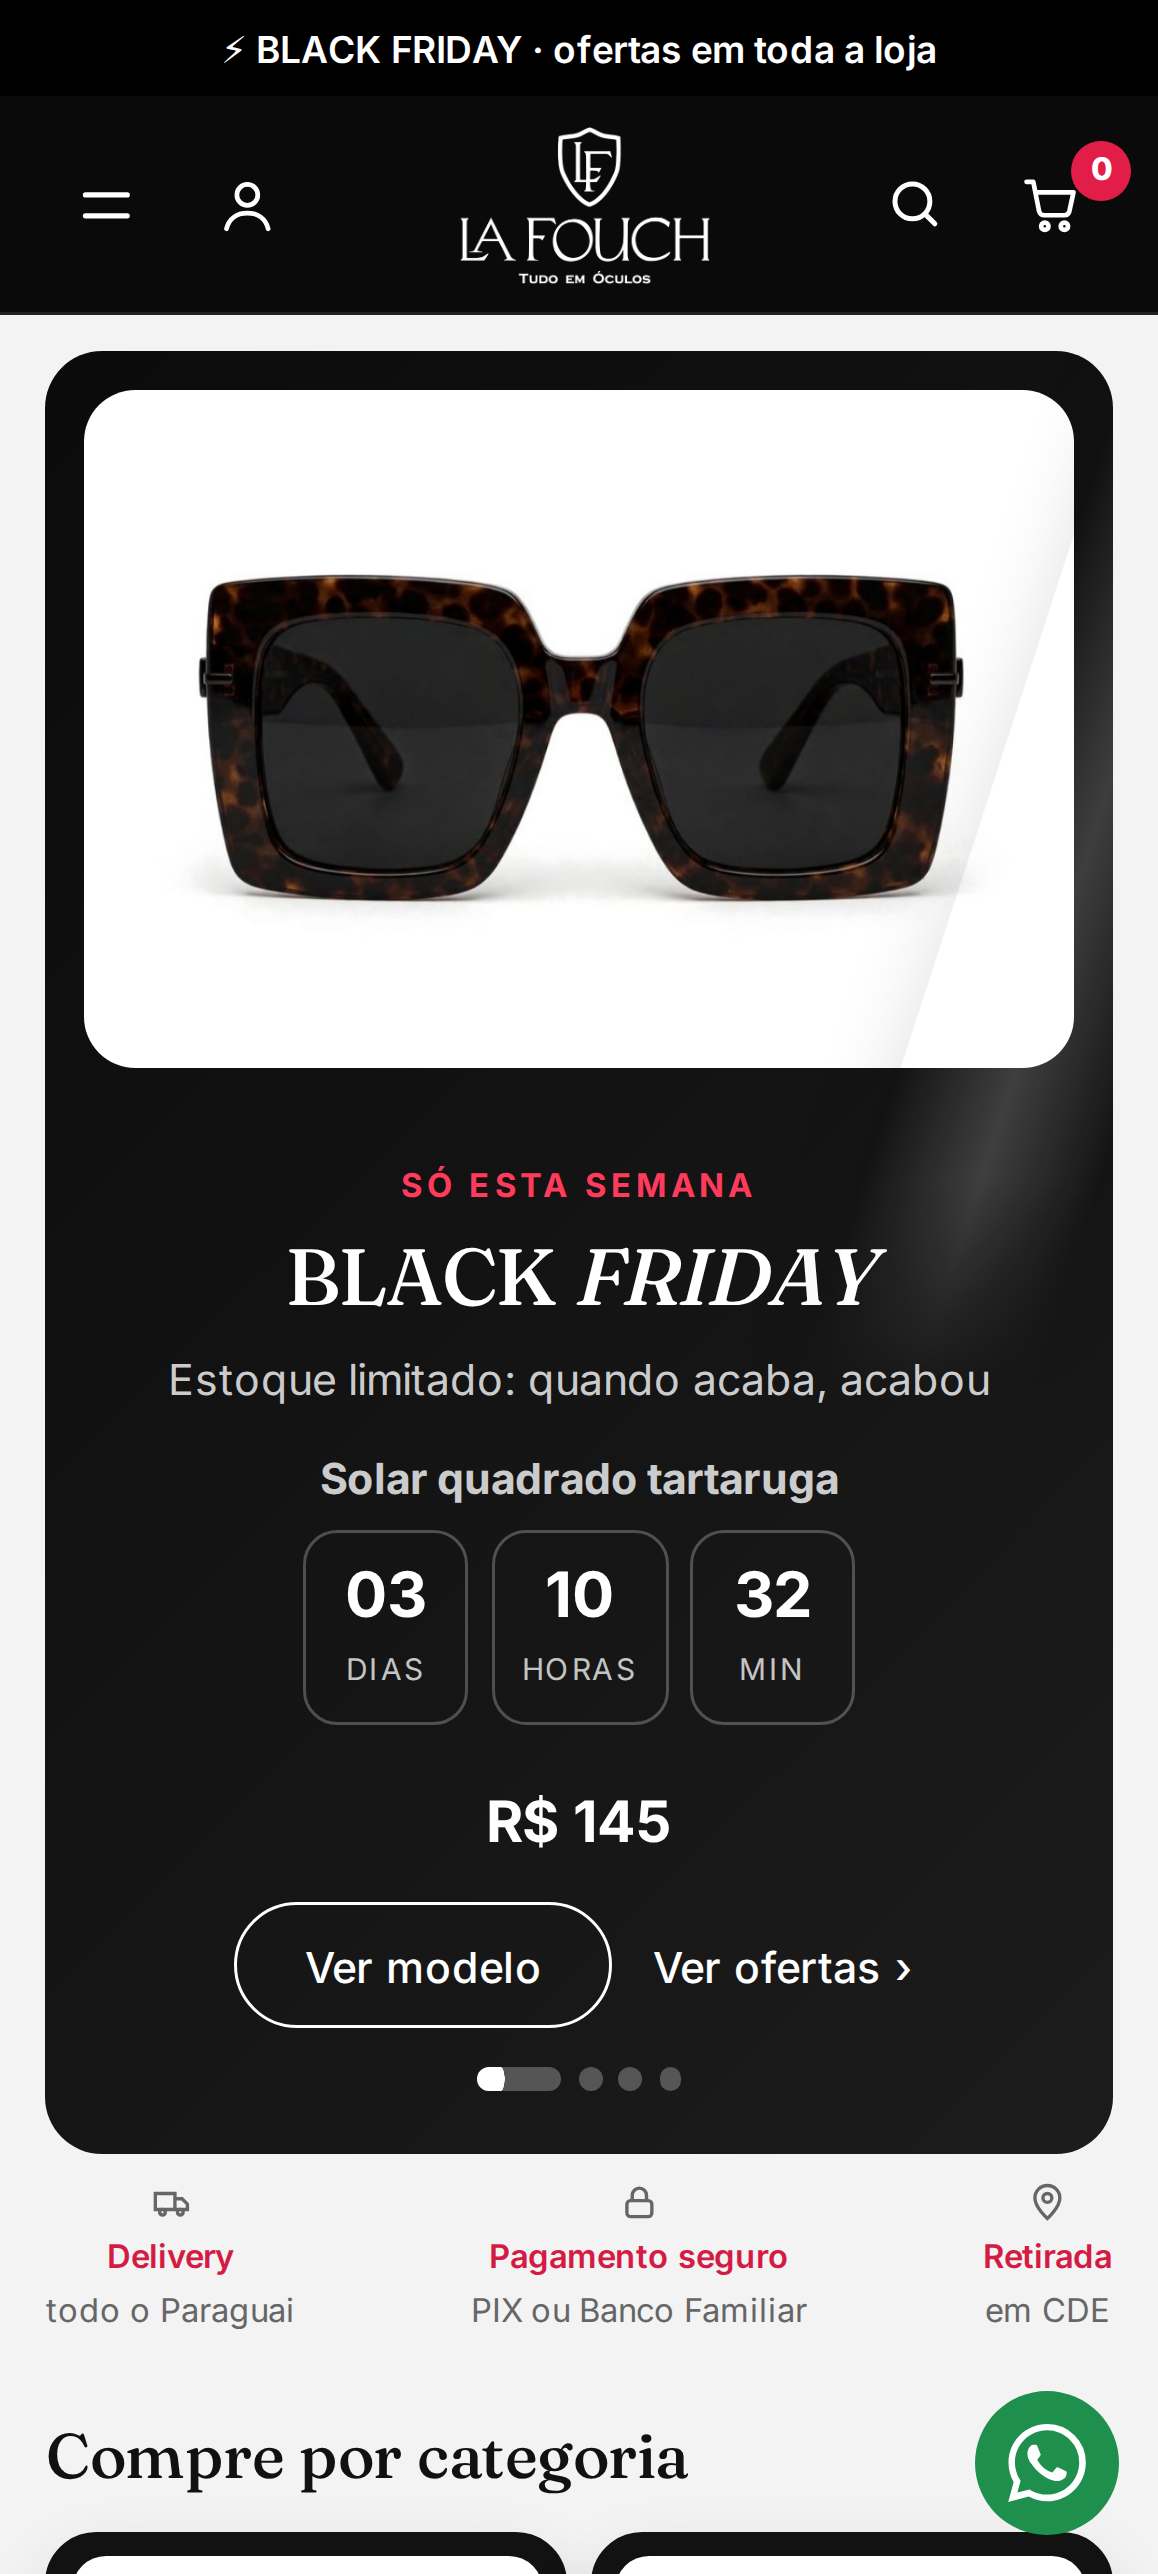 ⚡ BLACK FRIDAY · ofertas em toda a loja
LF
LA FOUCH
TUDO EM ÓCULOS
0
SÓ ESTA SEMANA
BLACK FRIDAY
Estoque limitado: quando acaba, acabou
Solar quadrado tartaruga
03 10 32
DIAS HORAS MIN
R$ 145
Ver modelo Ver ofertas ›
Delivery Pagamento seguro Retirada
todo o Paraguai PIX ou Banco Familiar em CDE
Compre por categoria